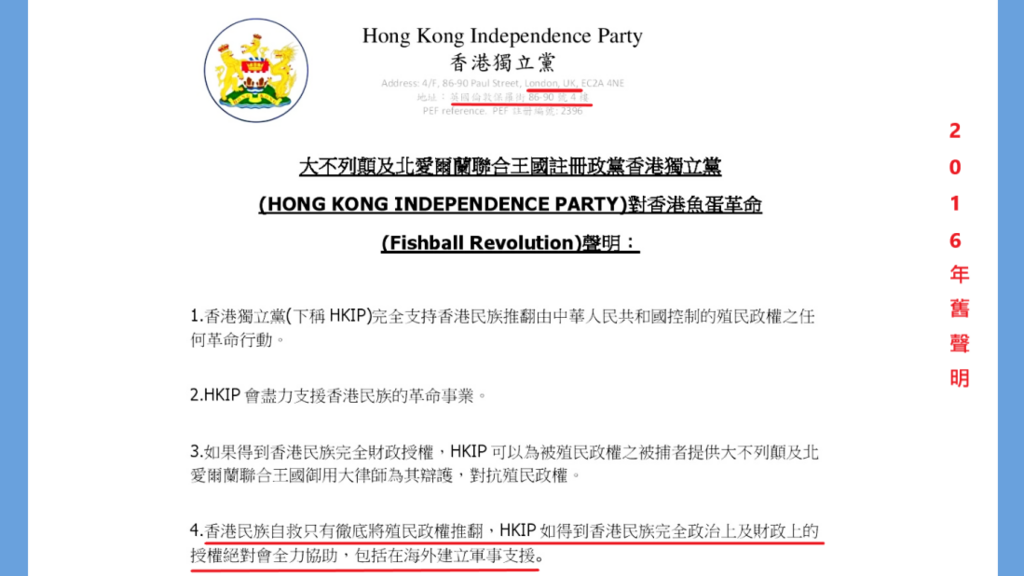 Hong Kong Independence Party
香港獨立黨
Address: 4/F, 86-90 Paul Street, London, UK, EC2A 4NE
地址：英國倫敦保羅街 86-90 號 4 樓
PEF reference. PEF 註冊編號: 2396
大不列顛及北愛爾蘭聯合王國註冊政黨香港獨立黨
(HONG KONG INDEPENDENCE PARTY)對香港魚蛋革命
(Fishball Revolution)聲明：
1.香港獨立黨(下稱 HKIP)完全支持香港民族推翻由中華人民共和國控制的殖民政權之任
何革命行動。
2.HKIP 會盡力支援香港民族的革命事業。
3.如果得到香港民族完全財政授權，HKIP 可以為被殖民政權之被捕者提供大不列顛及北
愛爾蘭聯合王國御用大律師為其辯護，對抗殖民政權。
4.香港民族自救只有徹底將殖民政權推翻，HKIP 如得到香港民族完全政治上及財政上的
授權絕對會全力協助，包括在海外建立軍事支援。
2016年舊聲明